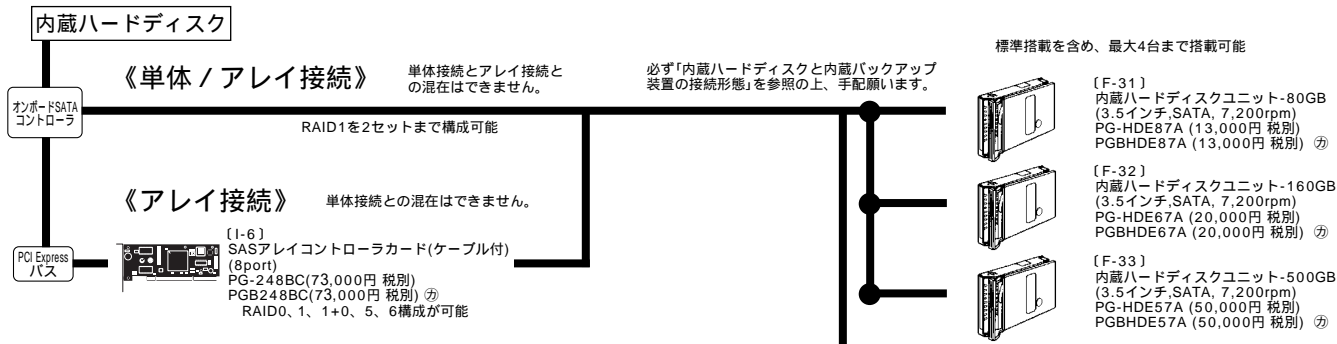 内蔵ハードディスク
オンボードSATA
コントローラ
《単体 / アレイ接続》
単体接続とアレイ接続と
の混在はできません。
RAID1を2セットまで構成可能
必ず「内蔵ハードディスクと内蔵バックアップ
装置の接続形態」を参照の上、手配願います。
《アレイ接続》
単体接続との混在はできません。
PCI Express
バス
〔I-6〕
SASアレイコントローラカード(ケーブル付)
(8port)
PG-248BC(73,000円 税別)
PGB248BC(73,000円 税別) ㋕
RAID0、1、1+0、5、6構成が可能
標準搭載を含め、最大4台まで搭載可能
〔F-31〕
内蔵ハードディスクユニット-80GB
(3.5インチ,SATA, 7,200rpm)
PG-HDE87A (13,000円 税別)
PGBHDE87A (13,000円 税別) ㋕
〔F-32〕
内蔵ハードディスクユニット-160GB
(3.5インチ,SATA, 7,200rpm)
PG-HDE67A (20,000円 税別)
PGBHDE67A (20,000円 税別) ㋕
〔F-33〕
内蔵ハードディスクユニット-500GB
(3.5インチ,SATA, 7,200rpm)
PG-HDE57A (50,000円 税別)
PGBHDE57A (50,000円 税別) ㋕